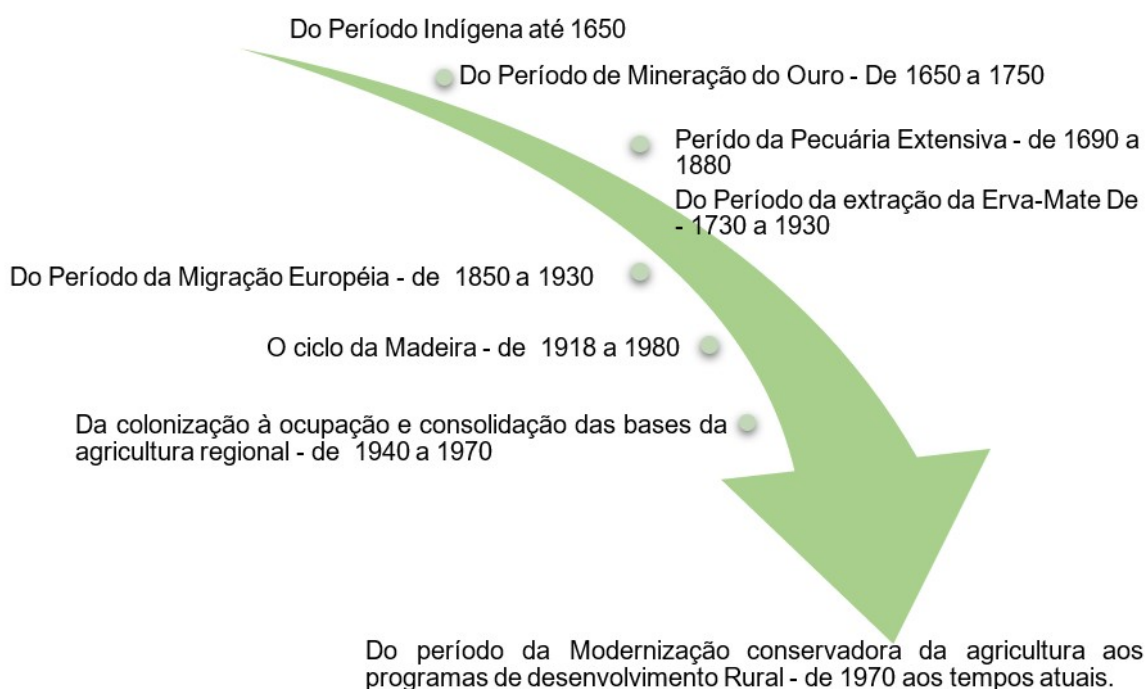 Do Período Indígena até 1650
Do Período de Mineração do Ouro - De 1650 a 1750
Perído da Pecuária Extensiva - de 1690 a
1880
Do Período da extração da Erva-Mate De
- 1730 a 1930
Do Período da Migração Européia - de 1850 a 1930
O ciclo da Madeira - de 1918 a 1980
Da colonização à ocupação e consolidação das bases da
agricultura regional - de 1940 a 1970
Do período da Modernização conservadora da agricultura aos
programas de desenvolvimento Rural - de 1970 aos tempos atuais.